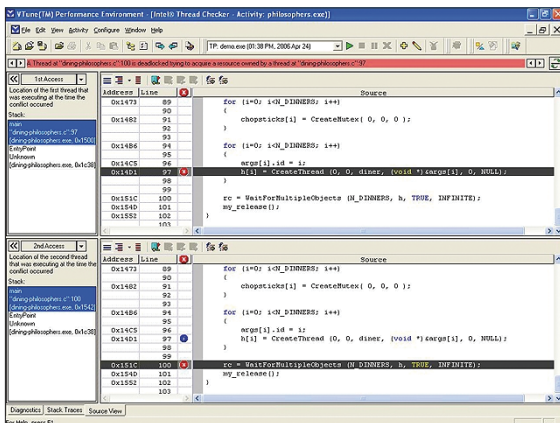 VTune(TM) Performance Environment - [Intel® Thread Checker - Activity: philosophers.exe]
File Edit View Activity Configure Window Help
TP: demo.exe (01:38 PM, 2006 Apr 24)
A thread at "dining-philosophers.c":100 is deadlocked trying to acquire a resource owned by a thread at "dining-philosophers.c":97
1st Access
Location of the first thread that was executing at the time the conflict occurred
Stack:
main
"dining-philosophers.c":97
[dining-philosophers.exe, 0x1500]
EntryPoint
Unknown
[dining-philosophers.exe, 0x1c38]
Address Line Source
0x1473 89 for (i=0; i<N_DINNERS; i++)
90 {
0x1482 91 chopsticks[i] = CreateMutex( 0, 0, 0 );
92 }
93
0x14B6 94 for (i=0; i<N_DINNERS; i++)
95 {
0x14C5 96 args[i].id = i;
0x14D1 97 h[i] = CreateThread (0, 0, diner, (void *)&args[i], 0, NULL);
98 }
99
0x151C 100 rc = WaitForMultipleObjects (N_DINNERS, h, TRUE, INFINITE);
0x154D 101 my_release();
0x1552 102 }
103
2nd Access
Location of the second thread that was executing at the time the conflict occurred
Stack:
main
"dining-philosophers.c":100
[dining-philosophers.exe, 0x1542]
EntryPoint
Unknown
[dining-philosophers.exe, 0x1c38]
Address Line Source
0x1473 89 for (i=0; i<N_DINNERS; i++)
90 {
0x1482 91 chopsticks[i] = CreateMutex( 0, 0, 0 );
92 }
93
0x14B6 94 for (i=0; i<N_DINNERS; i++)
95 {
0x14C5 96 args[i].id = i;
0x14D1 97 h[i] = CreateThread (0, 0, diner, (void *)&args[i], 0, NULL);
98 }
99
0x151C 100 rc = WaitForMultipleObjects (N_DINNERS, h, TRUE, INFINITE);
0x154D 101 my_release();
0x1552 102 }
103
Diagnostics Stack Traces Source View
For Help, press F1